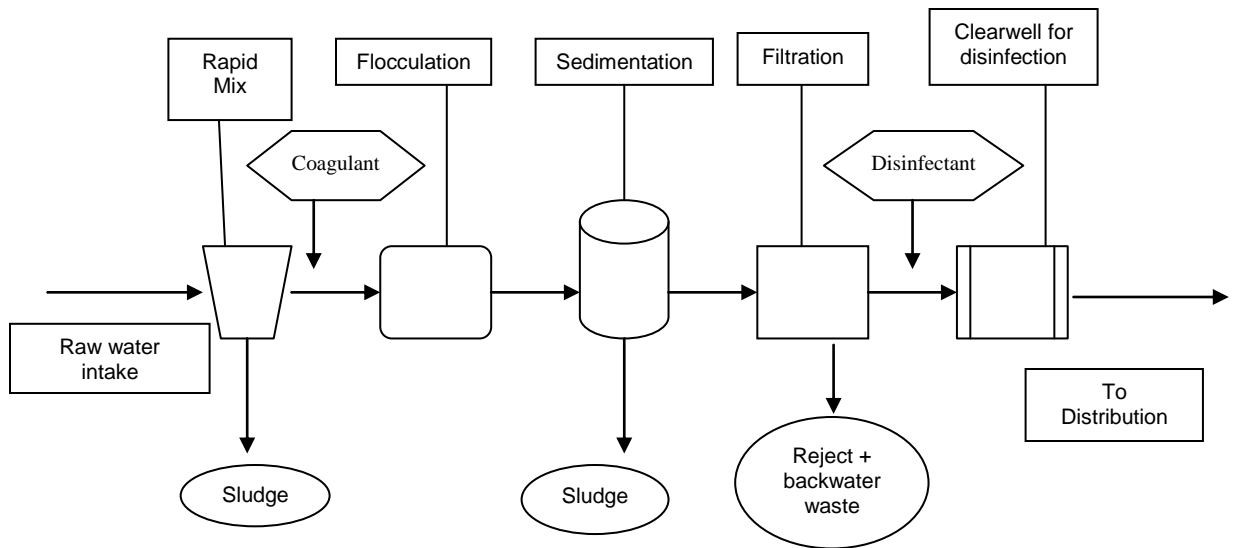 Rapid
Mix
Flocculation
Sedimentation
Filtration
Clearwell for
disinfection
Coagulant
Disinfectant
Raw water
intake
To
Distribution
Sludge
Sludge
Reject +
backwater
waste